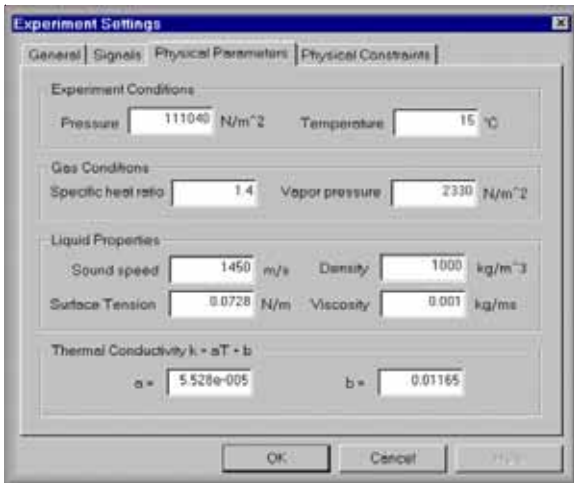 Experiment Settings
General Signals Physical Parameters Physical Constraints
Experiment Conditions
Pressure 111040 N/m^2 Temperature 15 °C
Gas Conditions
Specific heat ratio 1.4 Vapor pressure 2330 N/m^2
Liquid Properties
Sound speed 1450 m/s Density 1000 kg/m^3
Surface Tension 0.0728 N/m Viscosity 0.001 kg/ms
Thermal Conductivity k = aT + b
a = 5.528e-005 b = 0.01165
OK Cancel